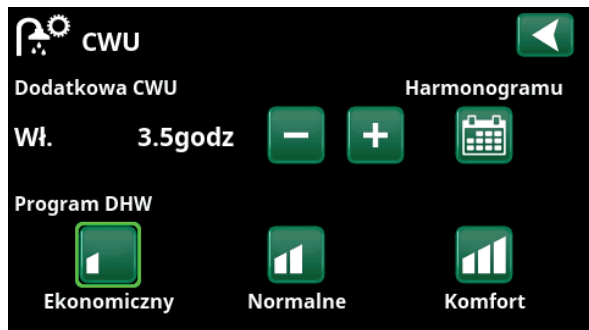 CWU
Dodatkowa CWU Harmonogramu
Wł. 3.5godz
Program DHW
Ekonomiczny Normalne Komfort